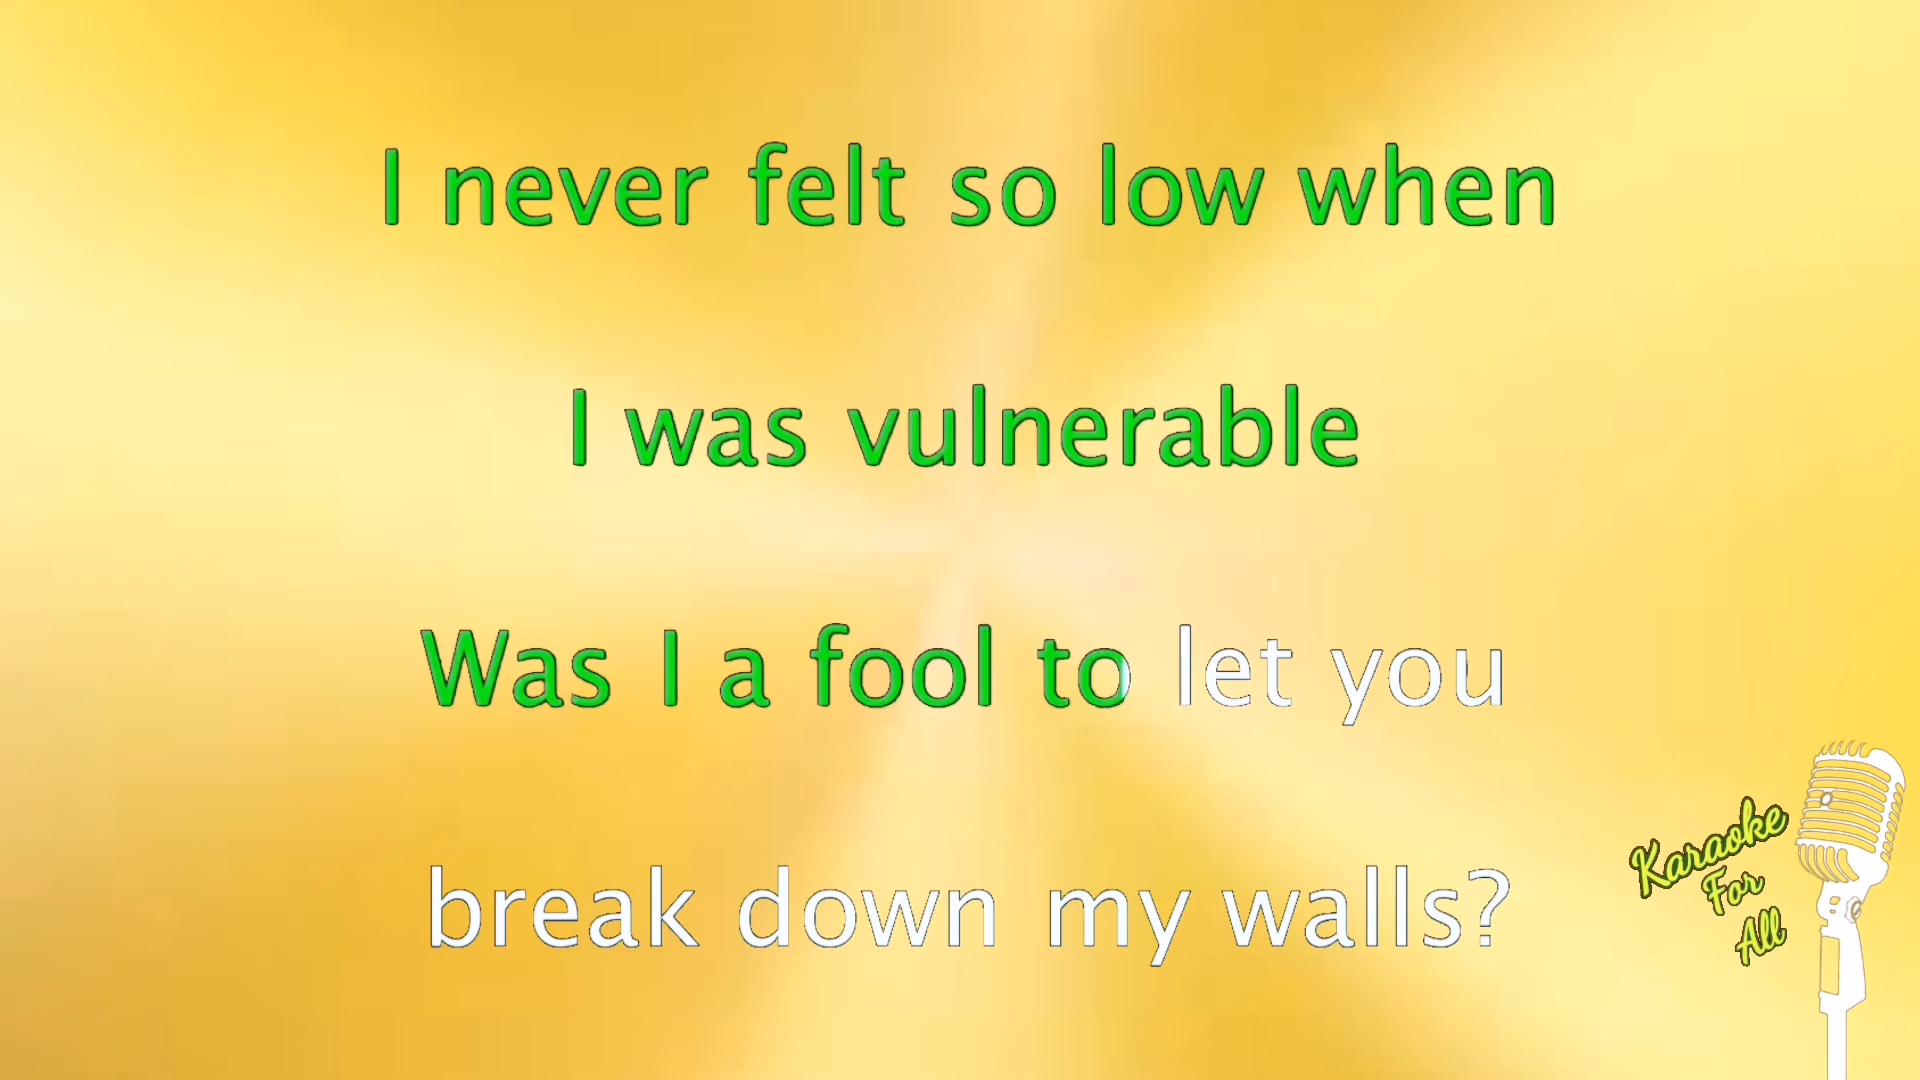 I never felt so low when
I was vulnerable
Was I a fool to let you
break down my walls?
Karaoke
For
All